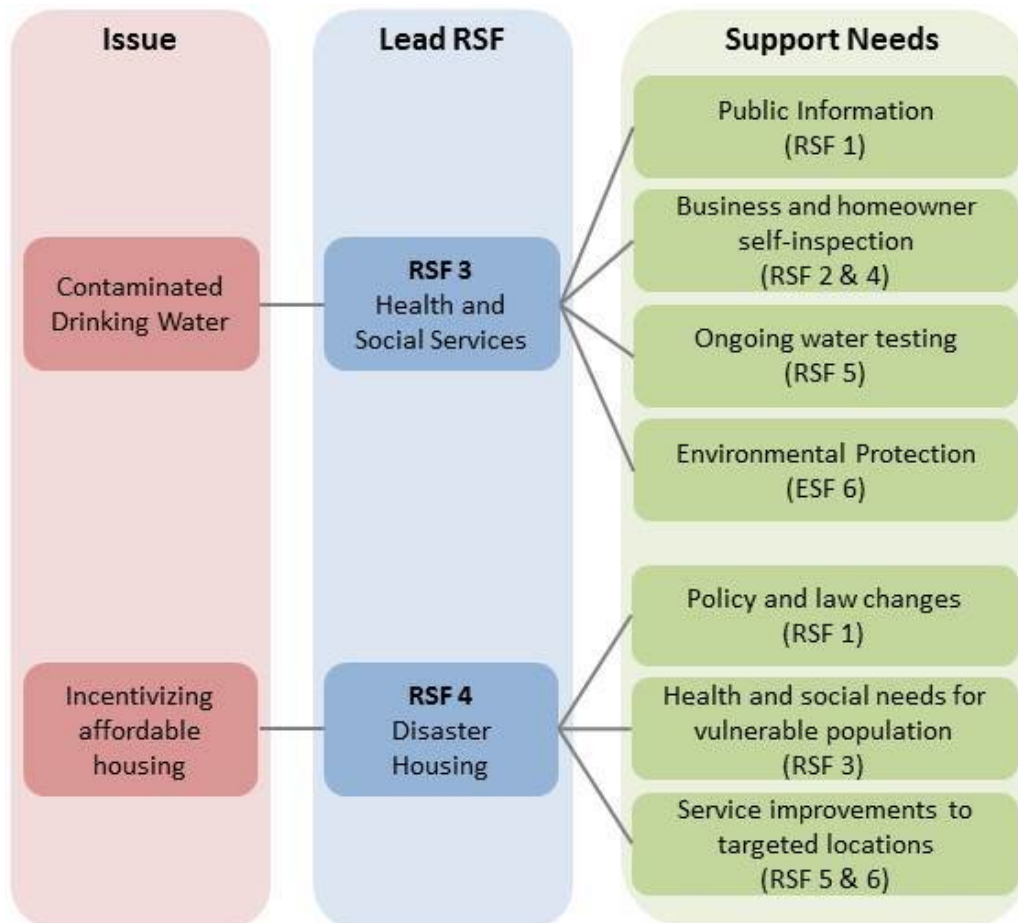 Issue
Lead RSF
Support Needs
Contaminated
Drinking Water
RSF 3
Health and
Social Services
Public Information
(RSF 1)
Business and homeowner
self-inspection
(RSF 2 & 4)
Ongoing water testing
(RSF 5)
Environmental Protection
(ESF 6)
Incentivizing
affordable
housing
RSF 4
Disaster
Housing
Policy and law changes
(RSF 1)
Health and social needs for
vulnerable population
(RSF 3)
Service improvements to
targeted locations
(RSF 5 & 6)